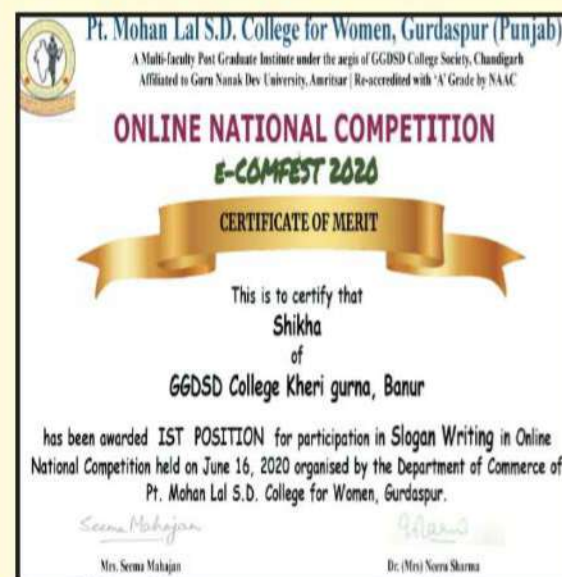 Pt. Mohan Lal S.D. College for Women, Gurdaspur (Punjab)
A Multi-faculty Post Graduate Institute under the aegis of GGDSD College Society, Chandigarh
Affiliated to Guru Nanak Dev University, Amritsar | Re-accredited with 'A' Grade by NAAC
ONLINE NATIONAL COMPETITION
E-COMFEST 2020
CERTIFICATE OF MERIT
This is to certify that
Shikha
of
GGDSD College Kheri gurna, Banur
has been awarded IST POSITION for participation in Slogan Writing in Online
National Competition held on June 16, 2020 organised by the Department of Commerce of
Pt. Mohan Lal S.D. College for Women, Gurdaspur.
Seema Mahajan
Mrs. Seema Mahajan
Dr. (Mrs) Neeru Sharma